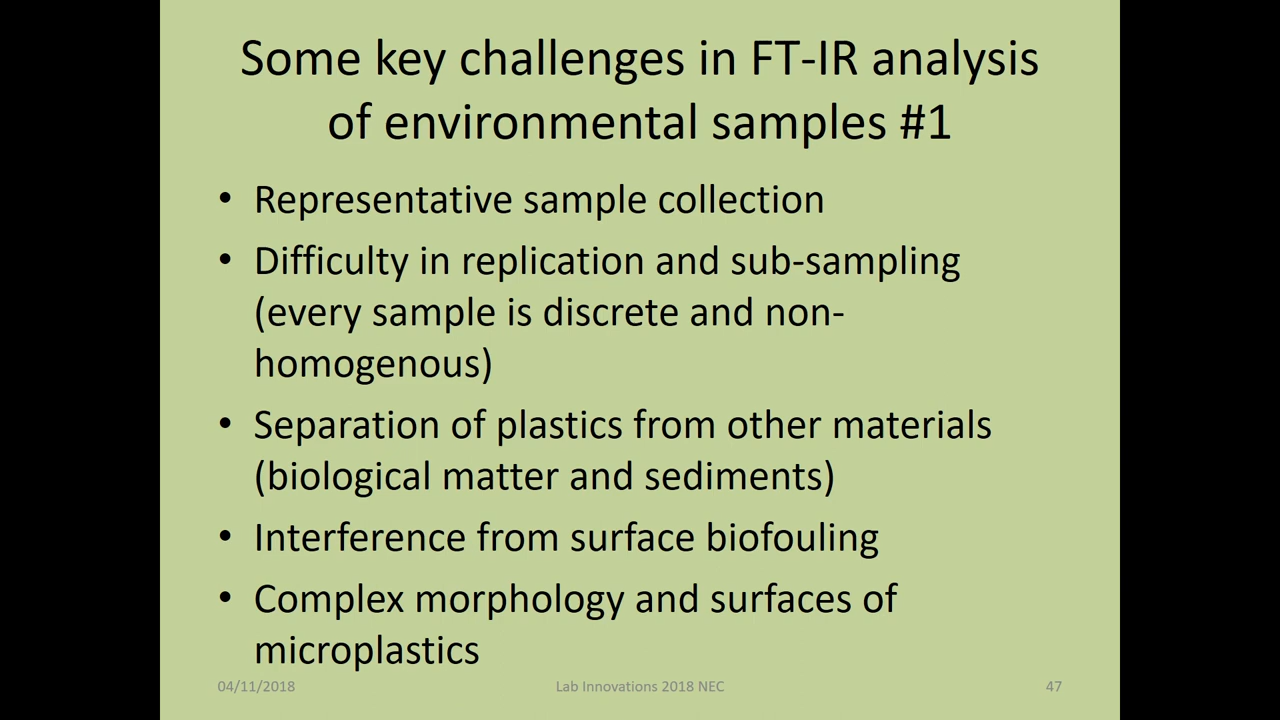 Some key challenges in FT-IR analysis
of environmental samples #1
• Representative sample collection
• Difficulty in replication and sub-sampling
(every sample is discrete and non-
homogenous)
• Separation of plastics from other materials
(biological matter and sediments)
• Interference from surface biofouling
• Complex morphology and surfaces of
microplastics
04/11/2018 Lab Innovations 2018 NEC 47